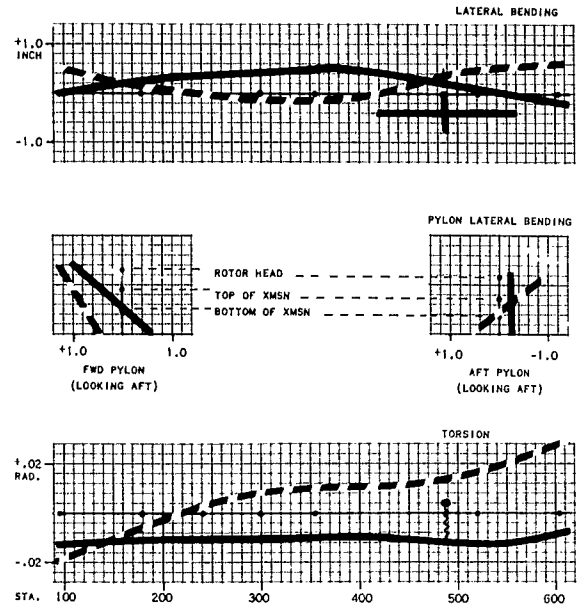 LATERAL BENDING
+1.0
INCH
-1.0
PYLON LATERAL BENDING
ROTOR HEAD
TOP OF XMSN
BOTTOM OF XMSN
+1.0 1.0
+1.0 -1.0
FWD PYLON
(LOOKING AFT)
AFT PYLON
(LOOKING AFT)
TORSION
+.02
RAD.
-.02
STA. 100 200 300 400 500 600